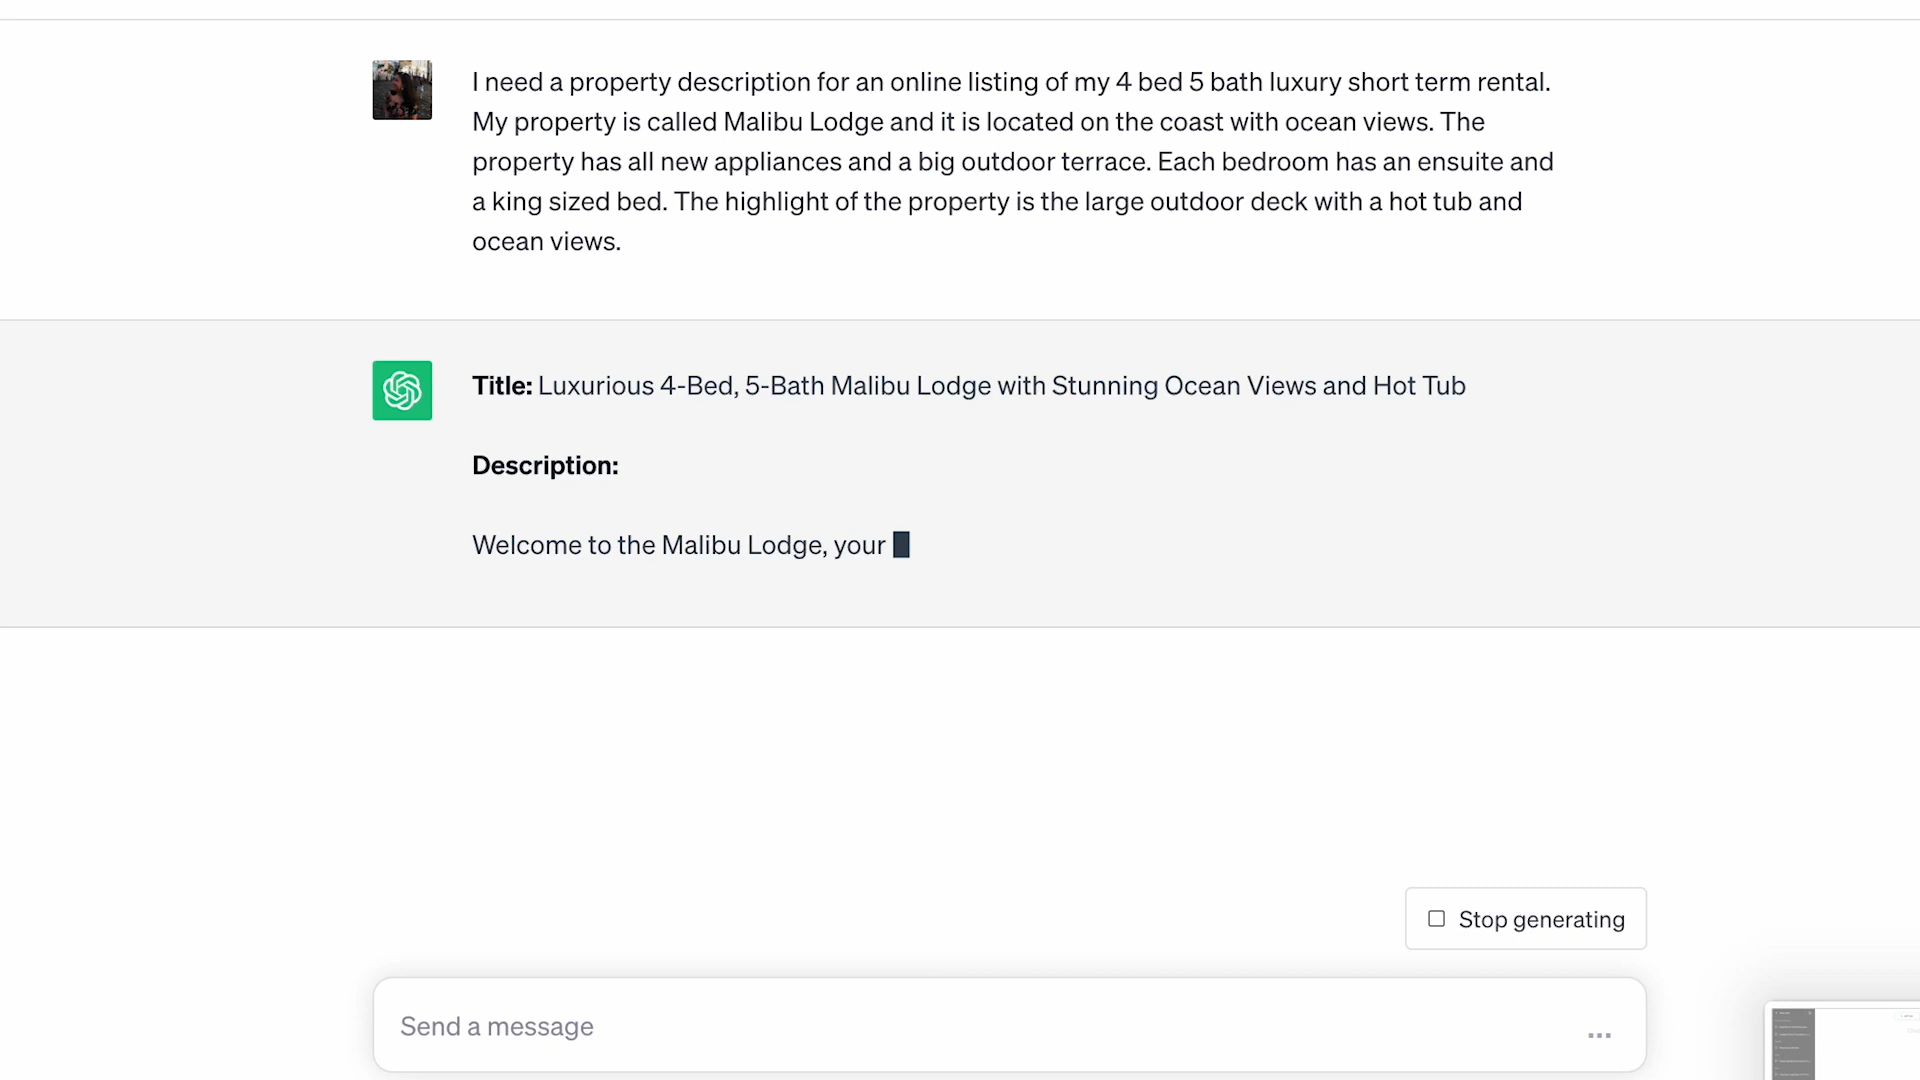 I need a property description for an online listing of my 4 bed 5 bath luxury short term rental.
My property is called Malibu Lodge and it is located on the coast with ocean views. The
property has all new appliances and a big outdoor terrace. Each bedroom has an ensuite and
a king sized bed. The highlight of the property is the large outdoor deck with a hot tub and
ocean views.
Title: Luxurious 4-Bed, 5-Bath Malibu Lodge with Stunning Ocean Views and Hot Tub
Description:
Welcome to the Malibu Lodge, your
Stop generating
Send a message